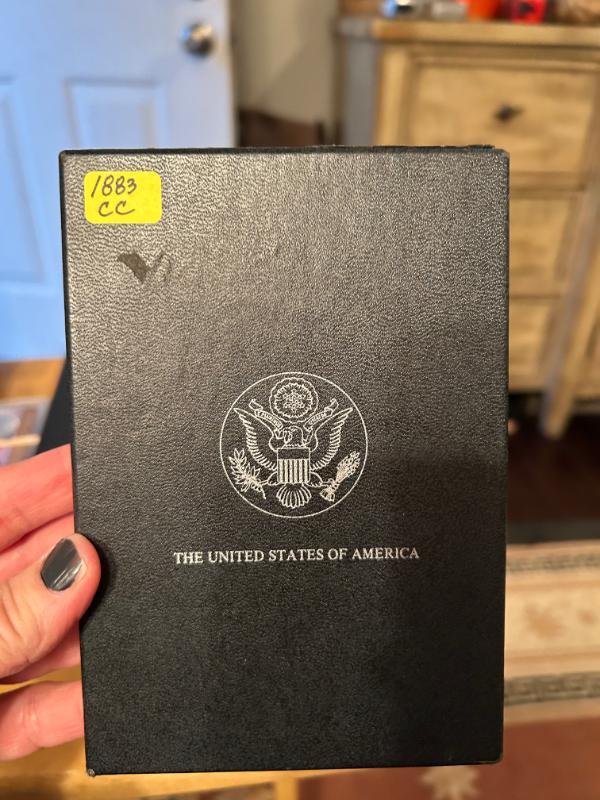 1883
CC
THE UNITED STATES OF AMERICA